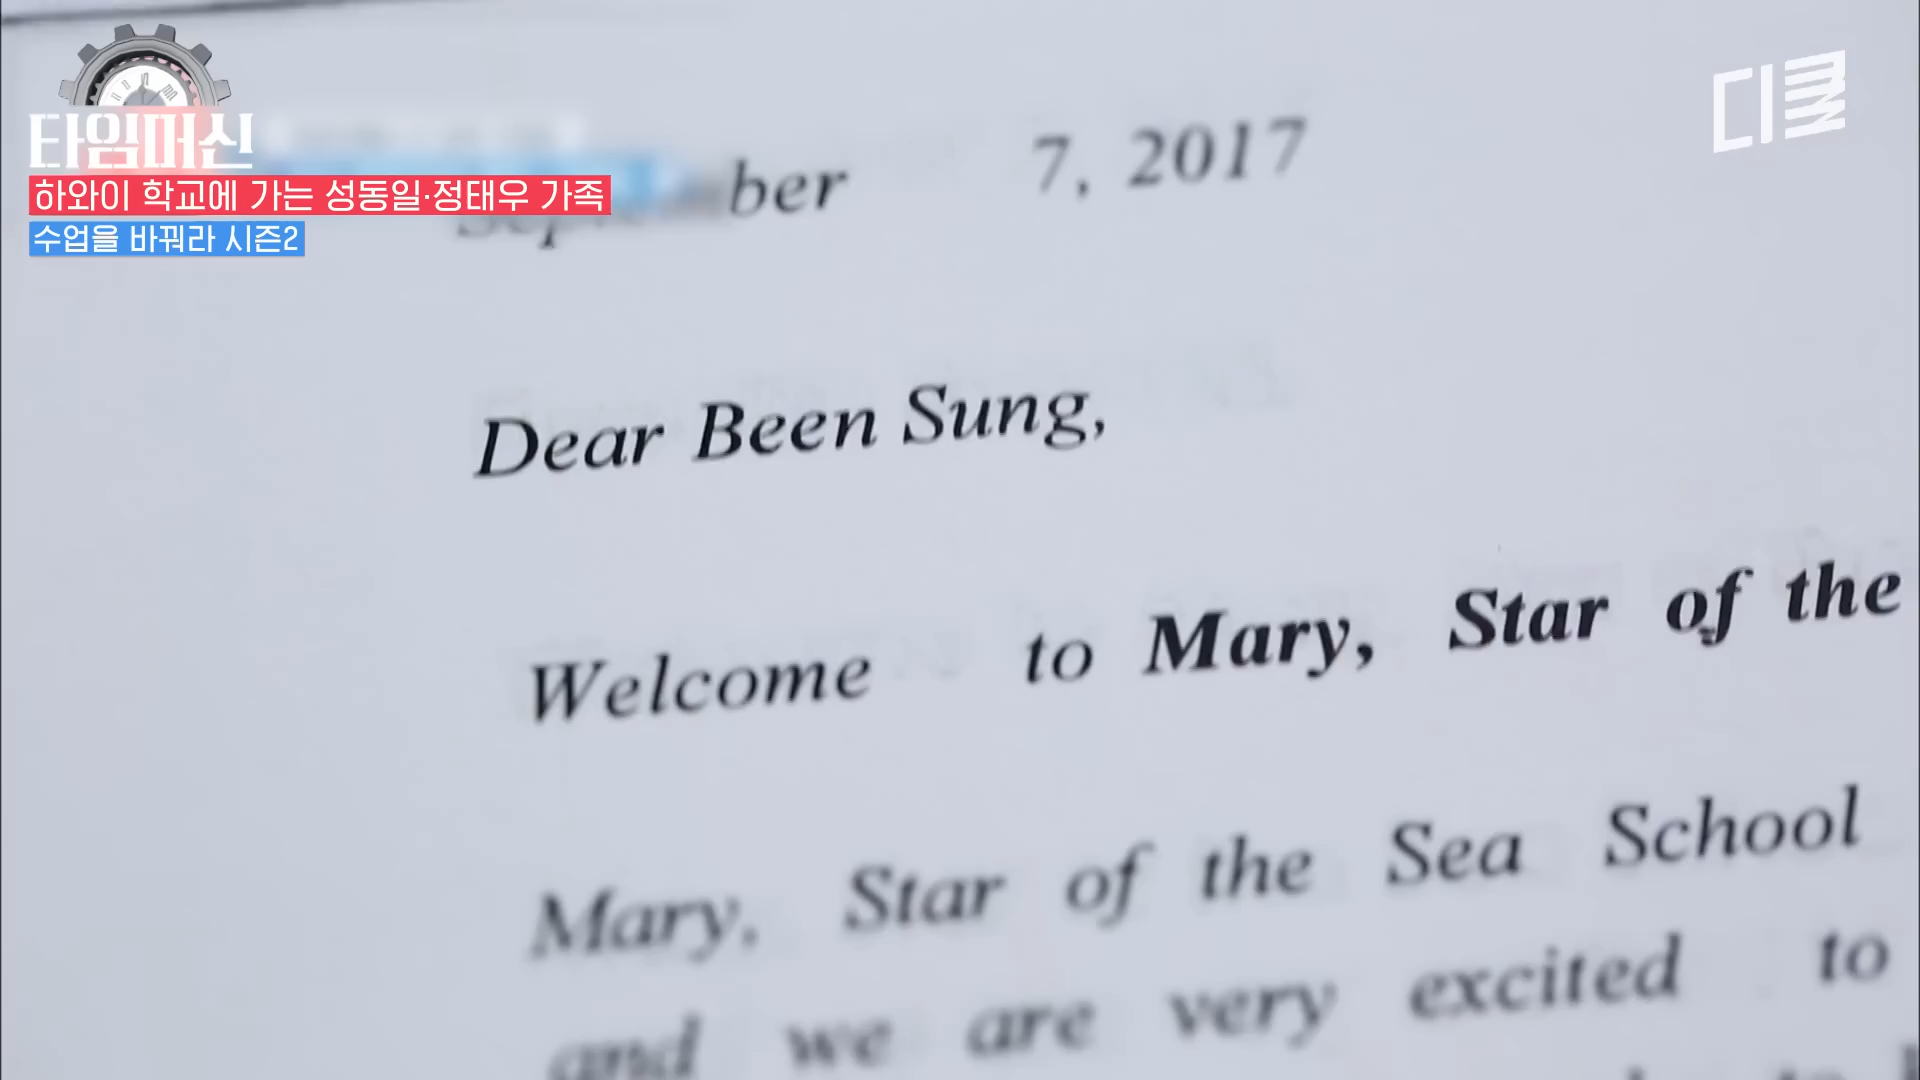 타임머신
디글
하와이 학교에 가는 성동일·정태우 가족
수업을 바꿔라 시즌2
7, 2017
Dear Been Sung,
Welcome to Mary, Star of the
Mary, Star of the Sea School
and we are very excited to